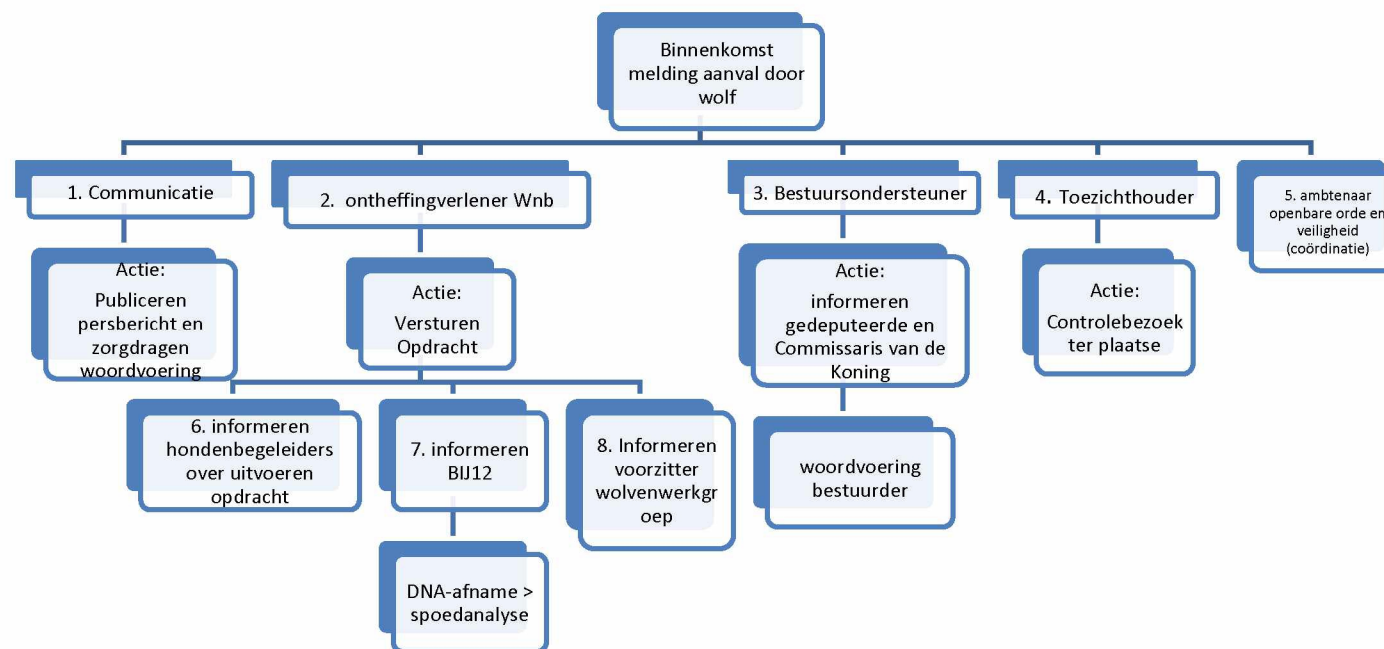 Binnenkomst
melding aanval door
wolf
1. Communicatie
2. ontheffingverlener Wnb
3. Bestuursondersteuner
4. Toezichthouder
5. ambtenaar
openbare orde en
veiligheid
(coördinatie)
Actie:
Publiceren
persbericht en
zorgdragen
woordvoering
Actie:
Versturen
Opdracht
Actie:
informeren
gedeputeerde en
Commissaris van de
Koning
Actie:
Controlebezoek
ter plaatse
6. informeren
hondenbegeleiders
over uitvoeren
opdracht
7. informeren
BIJ12
8. Informeren
voorzitter
wolvenwerkgr
oep
woordvoering
bestuurder
DNA-afname >
spoedanalyse